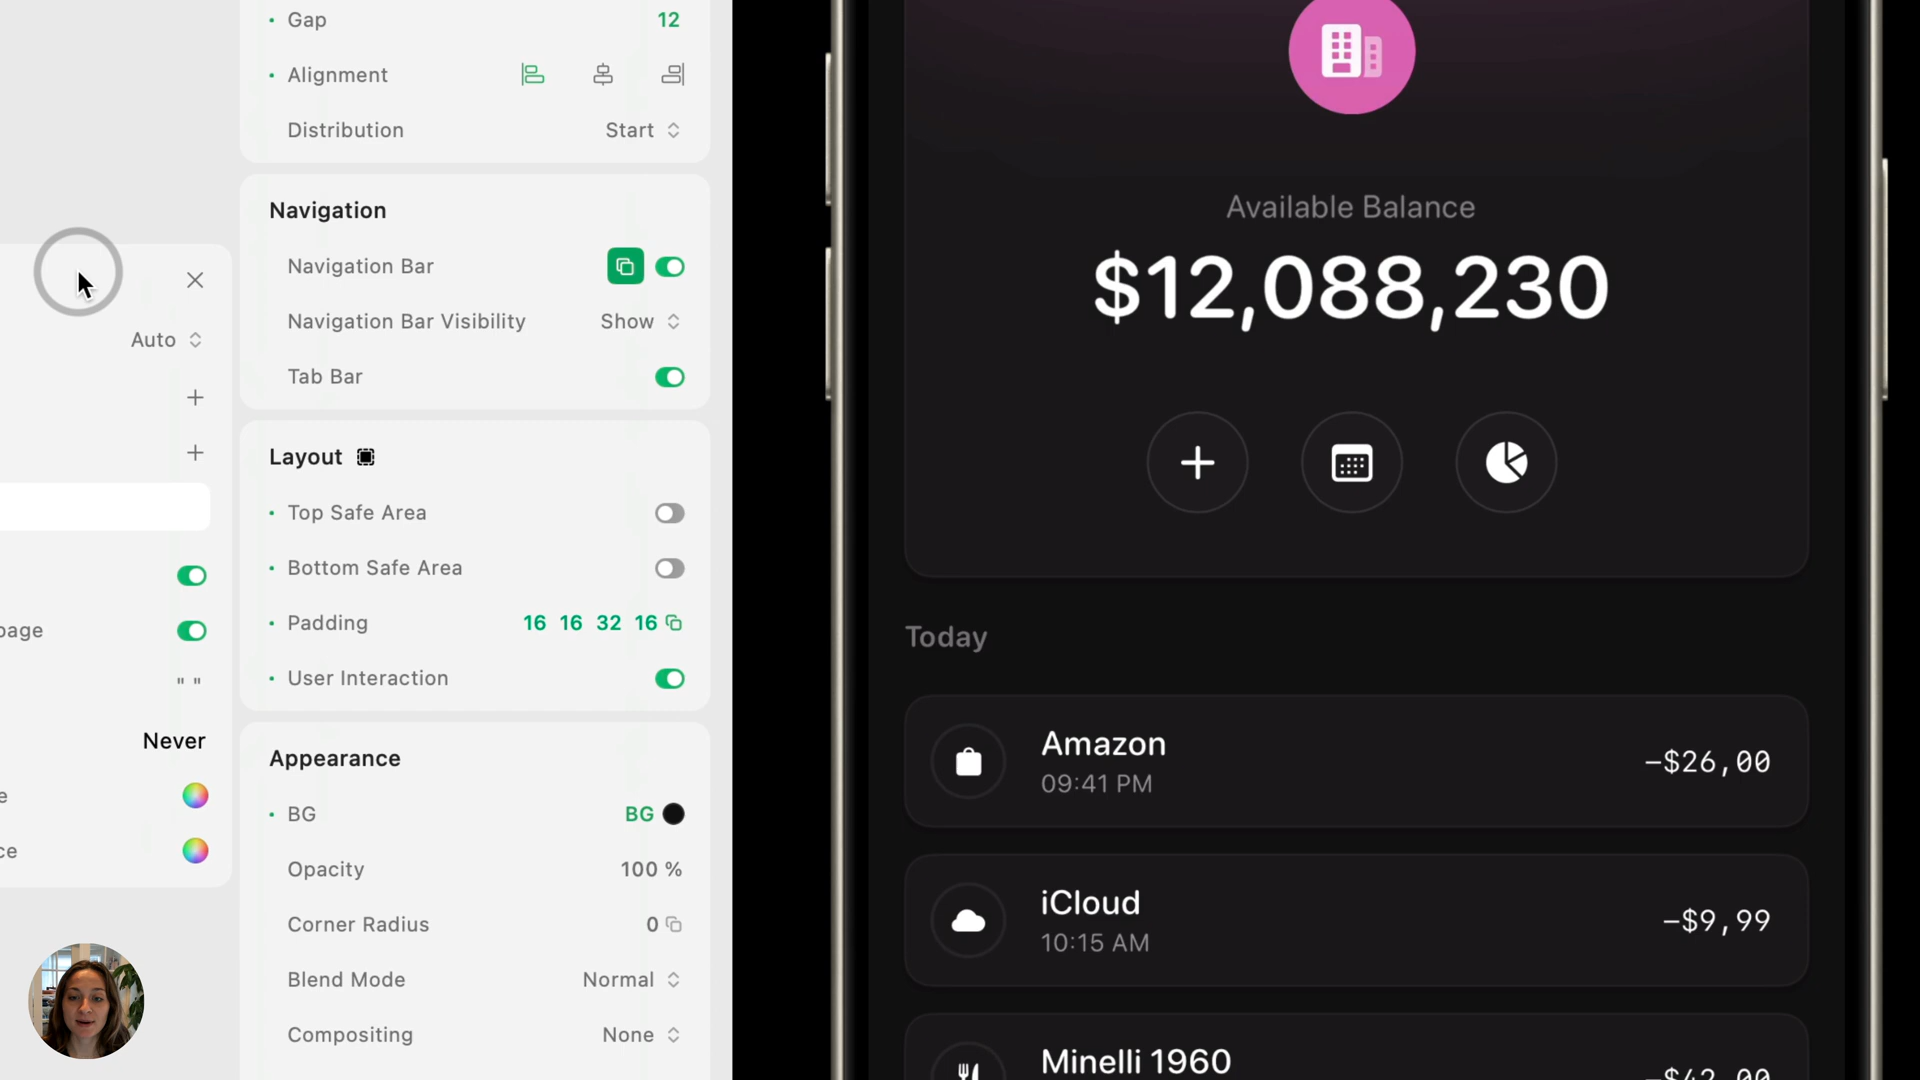 Gap 12
Alignment
Distribution Start
Navigation
Navigation Bar
Navigation Bar Visibility Show
Tab Bar
Layout
Top Safe Area
Bottom Safe Area
Padding 16 16 32 16
User Interaction
Appearance
BG BG
Opacity 100 %
Corner Radius 0
Blend Mode Normal
Compositing None
Auto
" "
Never
Available Balance
$12,088,230
Today
Amazon
09:41 PM
−$26,00
iCloud
10:15 AM
−$9,99
Minelli 1960
−$42,00